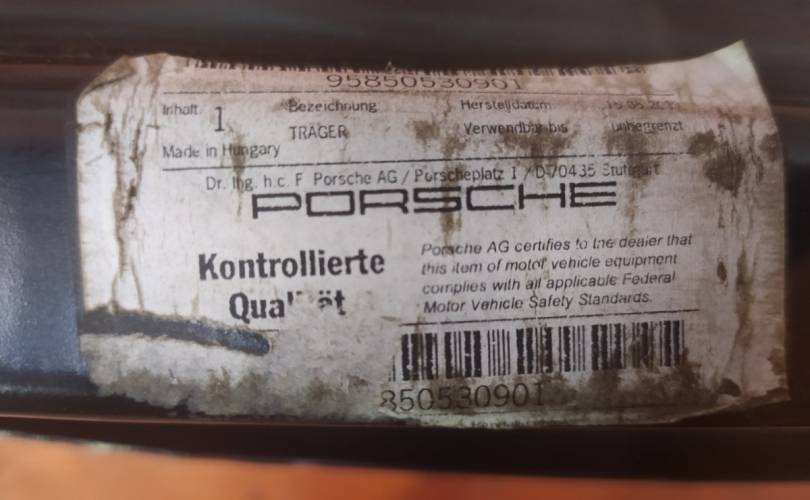 95850530901
Inhalt 1 Bezeichnung Herstelldatum
TRÄGER Verwendbar bis unbegrenzt
Made in Hungary
Dr. Ing. h.c. F Porsche AG / Porscheplatz 1 / D-70435 Stuttgart
PORSCHE
Kontrollierte
Porsche AG certifies to the dealer that
this item of motor vehicle equipment
complies with all applicable Federal
Motor Vehicle Safety Standards.
850530901